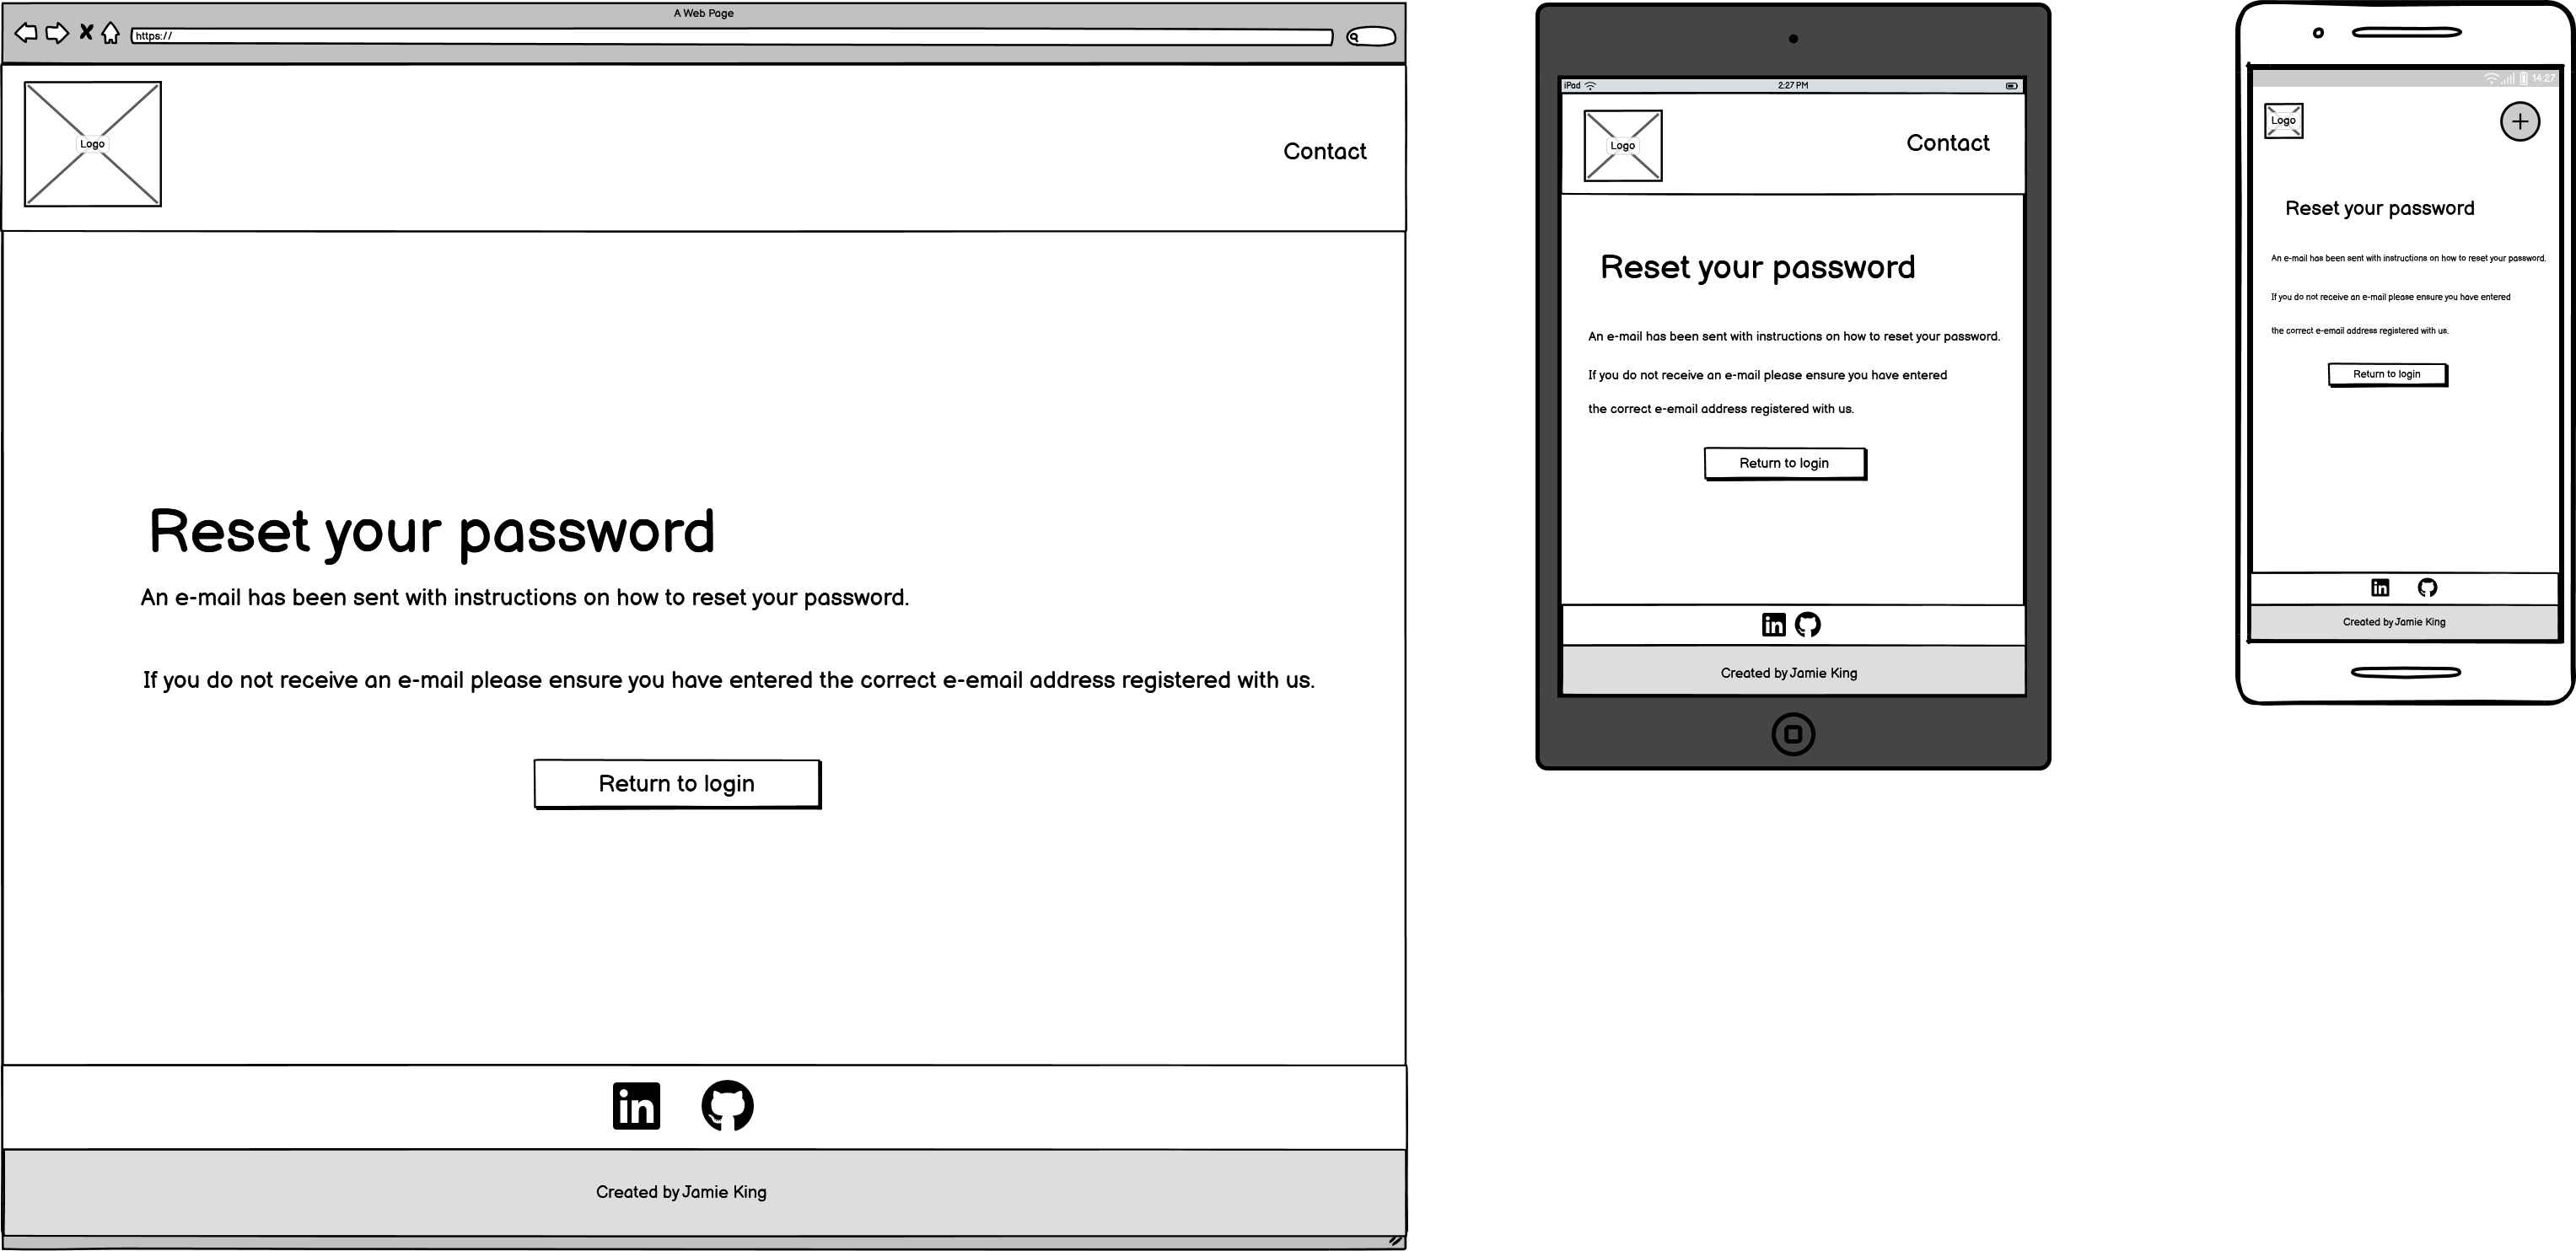 A Web Page
https://
Logo
Contact
Reset your password
An e-mail has been sent with instructions on how to reset your password.
If you do not receive an e-mail please ensure you have entered the correct e-email address registered with us.
Return to login
in
Created by Jamie King
iPad
2:27 PM
Logo
Contact
Reset your password
An e-mail has been sent with instructions on how to reset your password.
If you do not receive an e-mail please ensure you have entered
the correct e-email address registered with us.
Return to login
in
Created by Jamie King
14:27
Logo
Reset your password
An e-mail has been sent with instructions on how to reset your password.
If you do not receive an e-mail please ensure you have entered
the correct e-email address registered with us.
Return to login
in
Created by Jamie King